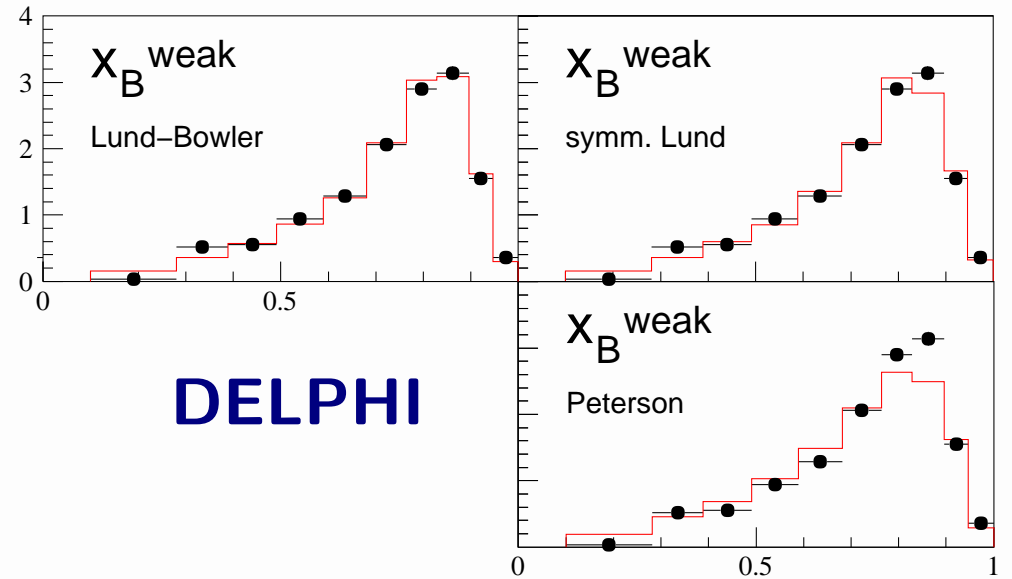 4
3
2
1
0
x_B^weak
Lund–Bowler
0
0.5
x_B^weak
symm. Lund
DELPHI
x_B^weak
Peterson
0
0.5
1